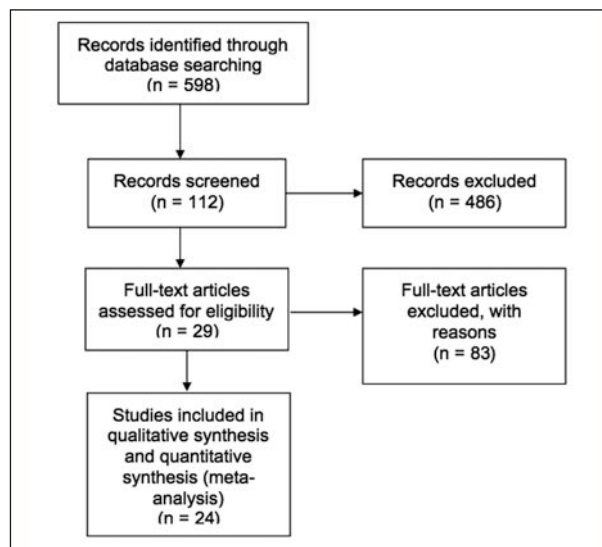 Records identified through
database searching
(n = 598)
Records screened
(n = 112)
Records excluded
(n = 486)
Full-text articles
assessed for eligibility
(n = 29)
Full-text articles
excluded, with
reasons
(n = 83)
Studies included in
qualitative synthesis
and quantitative
synthesis (meta-
analysis)
(n = 24)